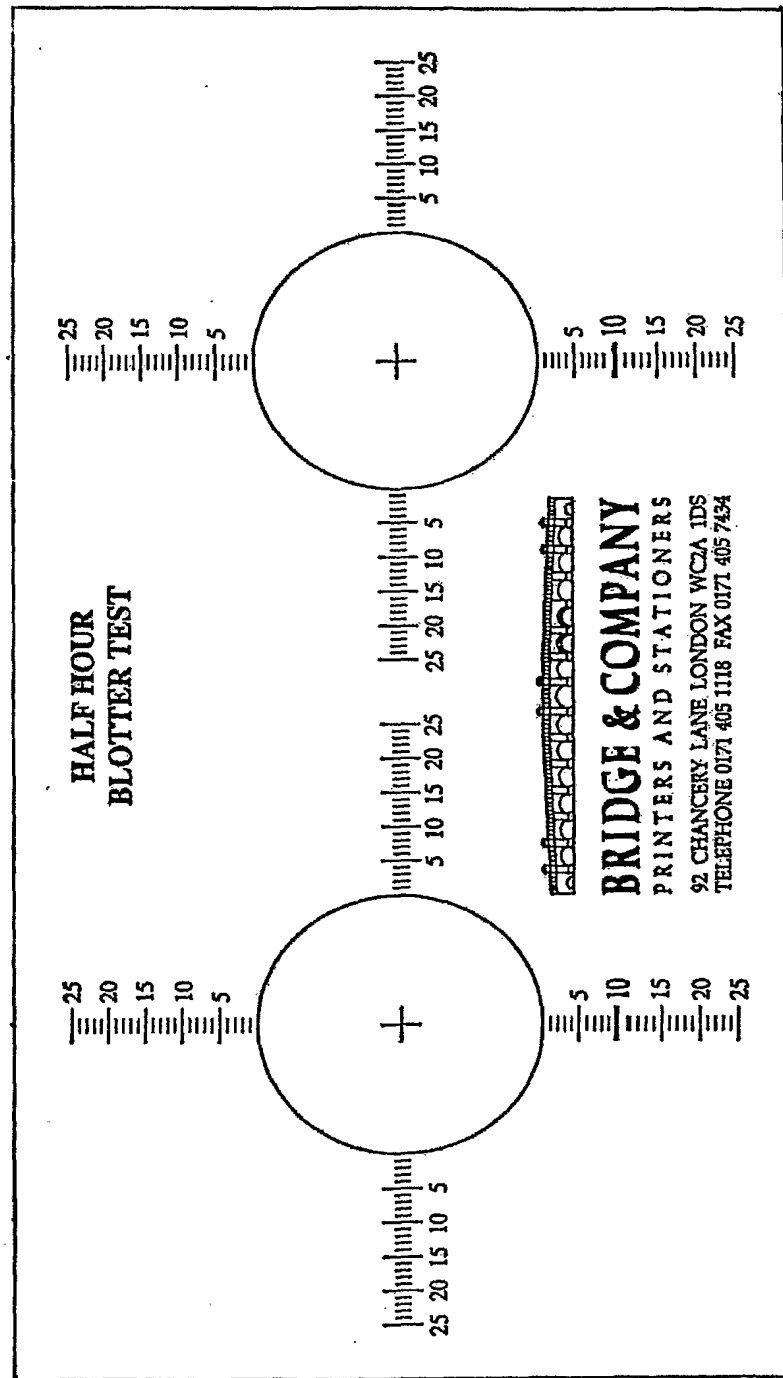 HALF HOUR
BLOTTER TEST
25 25
20 20
15 15
10 10
5 5
25 20 15 10 5 5 10 15 20 25 25 20 15 10 5 5 10 15 20 25
5 5
10 10
15 15
20 20
25 25
BRIDGE & COMPANY
PRINTERS AND STATIONERS
92 CHANCERY LANE LONDON WC2A 1DS
TELEPHONE 0171 405 1118 FAX 0171 405 7434